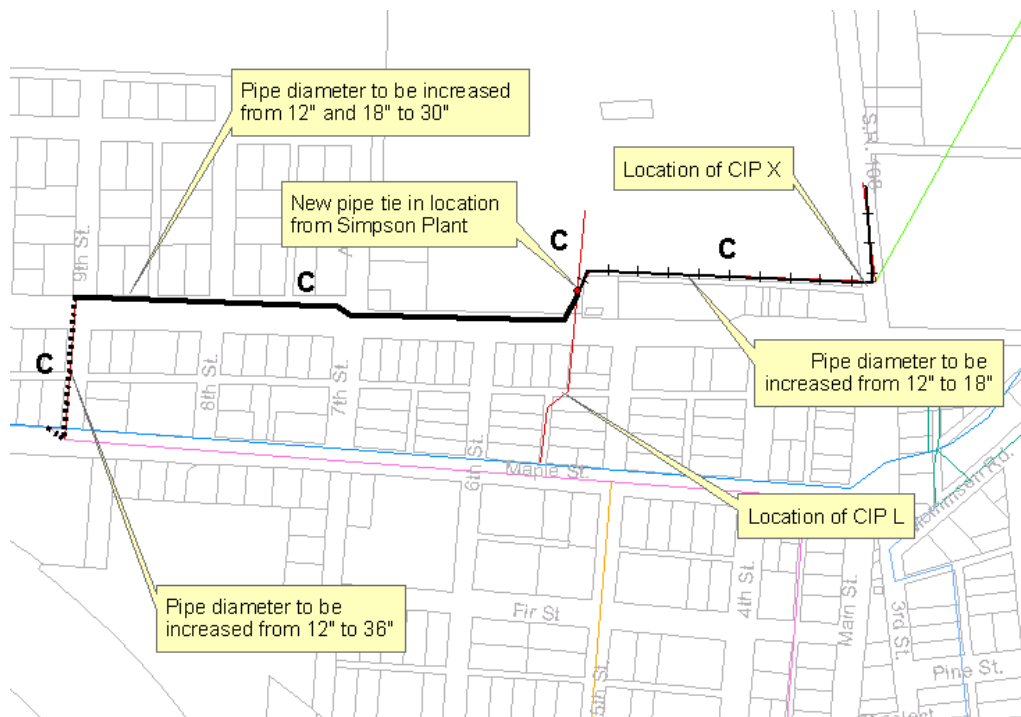 Pipe diameter to be increased
from 12" and 18" to 30"
S.R. 108
Location of CIP X
New pipe tie in location
from Simpson Plant
9th St.
A
C
C
C
C
Pipe diameter to be
increased from 12" to 18"
8th St.
7th St.
6th St.
Maple St.
Location of CIP L
Pipe diameter to be
increased from 12" to 36"
Fir St
4th St.
Main St.
3rd St.
Pine St.
5th St.